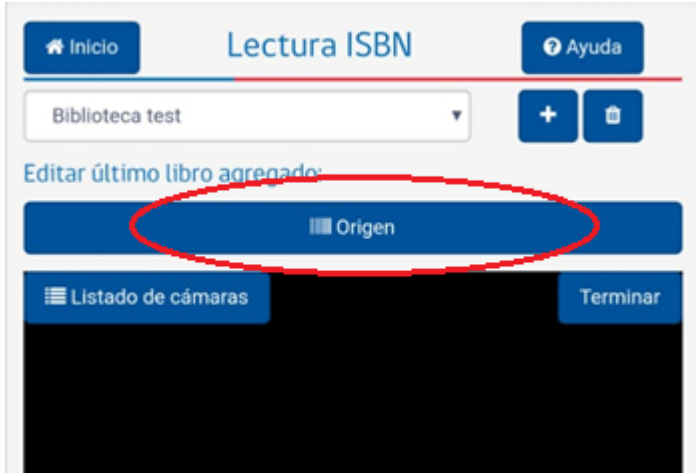 Inicio Lectura ISBN Ayuda
Biblioteca test
Editar último libro agregado:
Origen
Listado de cámaras Terminar